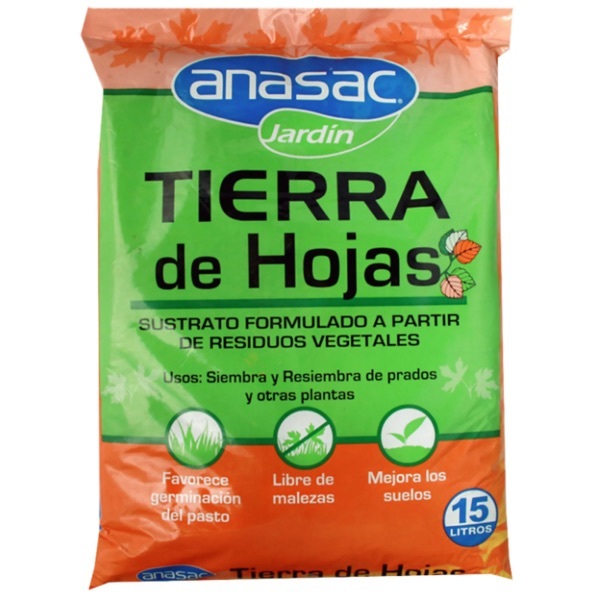 anasac®
Jardín
TIERRA
de Hojas
SUSTRATO FORMULADO A PARTIR
DE RESIDUOS VEGETALES
Usos: Siembra y Resiembra de prados
y otras plantas
Favorece
germinación
del pasto
Libre de
malezas
Mejora los
suelos
15
LITROS
anasac
Tierra de Hojas